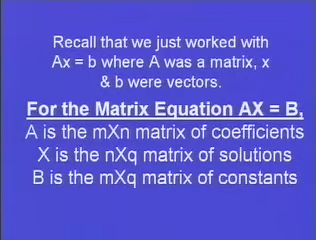 Recall that we just worked with
Ax = b where A was a matrix, x
& b were vectors.
For the Matrix Equation AX = B,
A is the mXn matrix of coefficients
X is the nXq matrix of solutions
B is the mXq matrix of constants